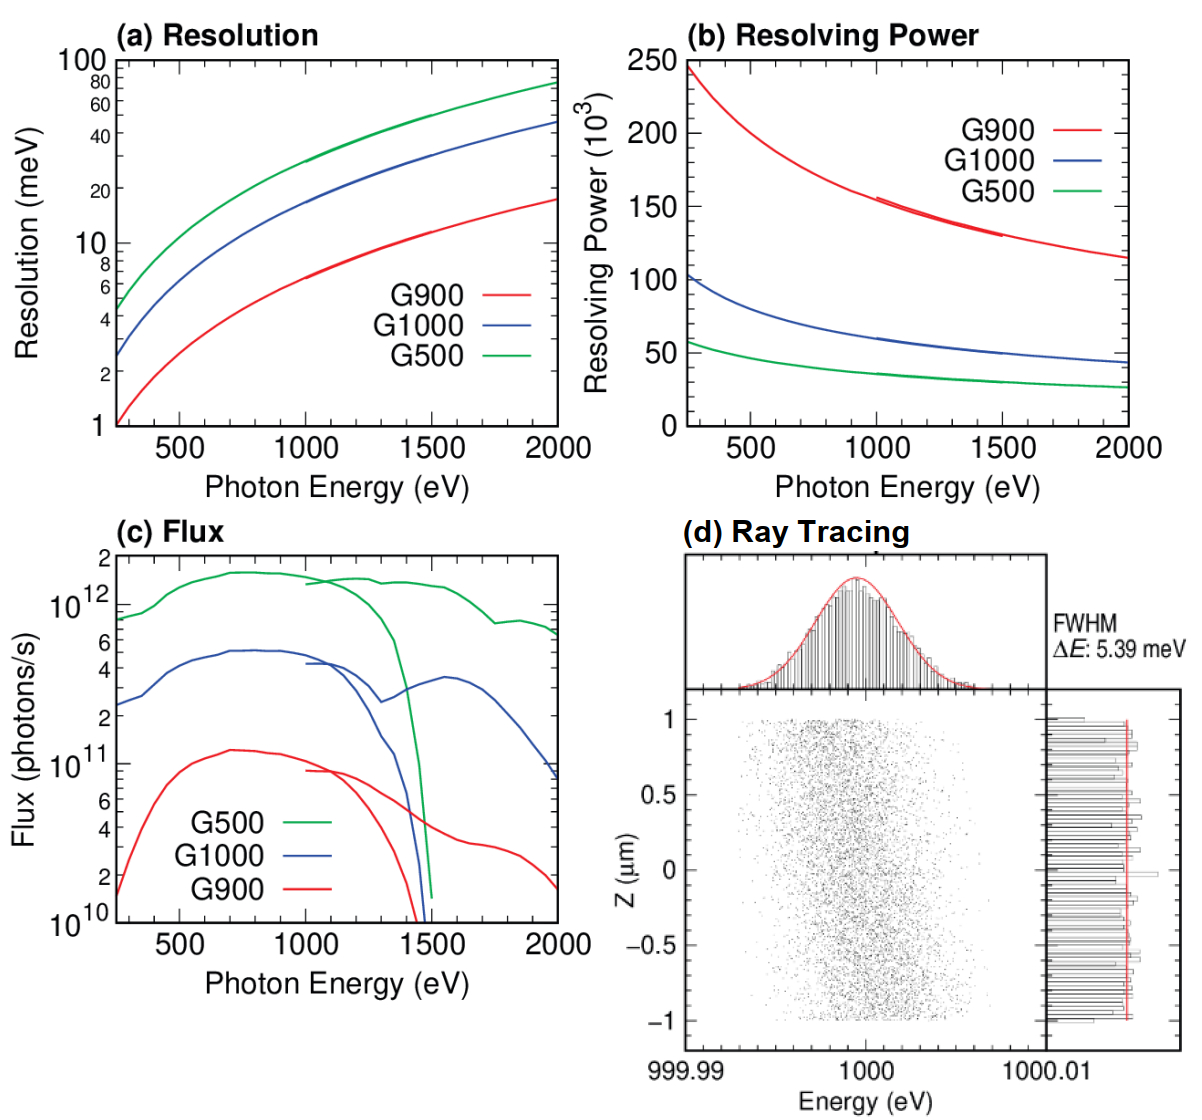 (a) Resolution
100
80
60
40
20
10
8
6
4
2
1
Resolution (meV)
G900
G1000
G500
500
1000
1500
2000
Photon Energy (eV)
(b) Resolving Power
250
200
150
100
50
0
Resolving Power (10³)
G900
G1000
G500
500
1000
1500
2000
Photon Energy (eV)
(c) Flux
2
10¹²
6
4
2
10¹¹
6
4
2
10¹⁰
Flux (photons/s)
G500
G1000
G900
500
1000
1500
2000
Photon Energy (eV)
(d) Ray Tracing
FWHM
ΔE: 5.39 meV
1
0.5
0
−0.5
−1
Z (μm)
999.99
1000
1000.01
Energy (eV)